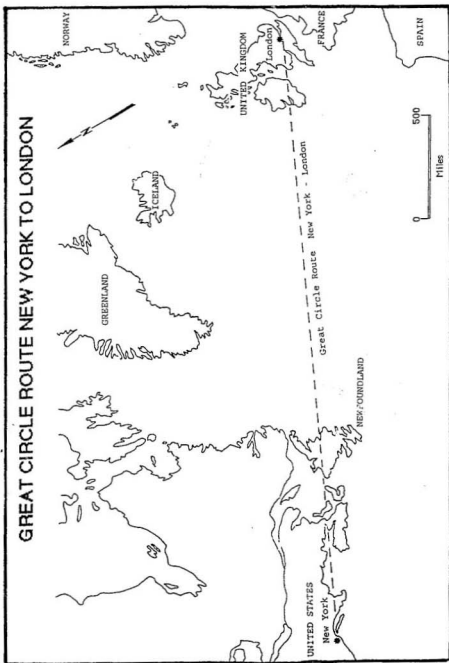 GREAT CIRCLE ROUTE NEW YORK TO LONDON
NORWAY
N
ICELAND
GREENLAND
UNITED KINGDOM
London
FRANCE
SPAIN
Great Circle Route New York - London
NEWFOUNDLAND
UNITED STATES
New York
0 500
Miles